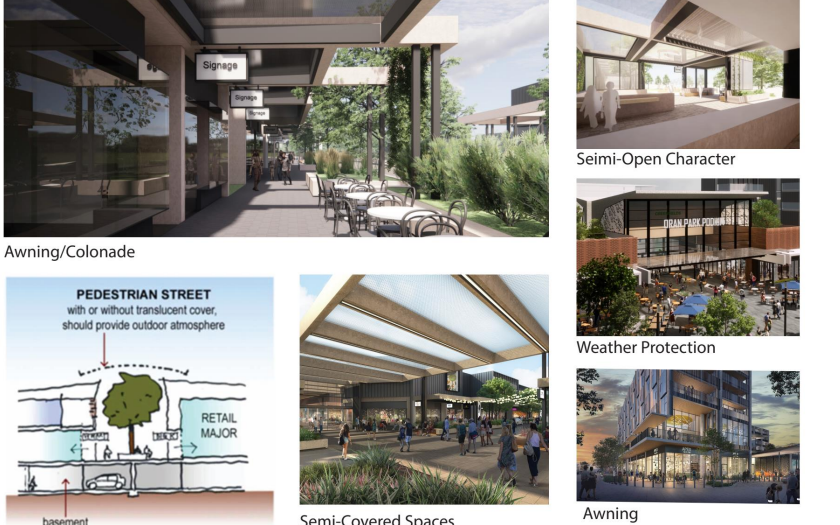 Signage
Signage
Signage
Awning/Colonade
Seimi-Open Character
ORAN PARK PODIUM
Weather Protection
PEDESTRIAN STREET
with or without translucent cover,
should provide outdoor atmosphere
RETAIL
MAJOR
basement
Semi-Covered Spaces
Awning